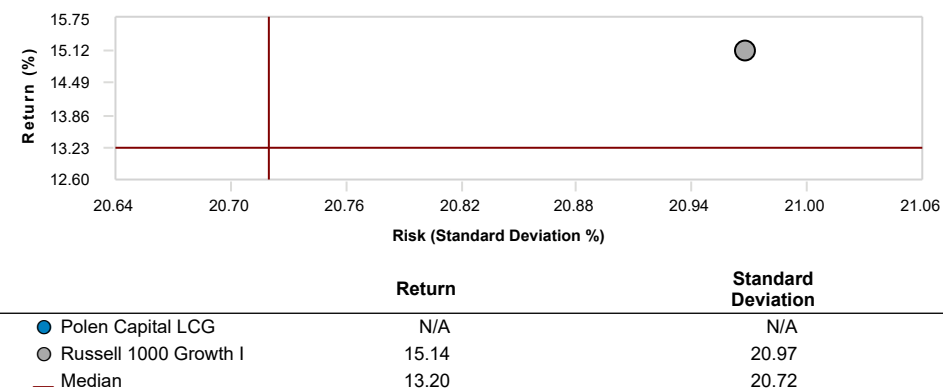 15.75
15.12
14.49
13.86
13.23
12.60
Return (%)
20.64 20.70 20.76 20.82 20.88 20.94 21.00 21.06
Risk (Standard Deviation %)
Return Standard Deviation
Polen Capital LCG N/A N/A
Russell 1000 Growth I 15.14 20.97
Median 13.20 20.72